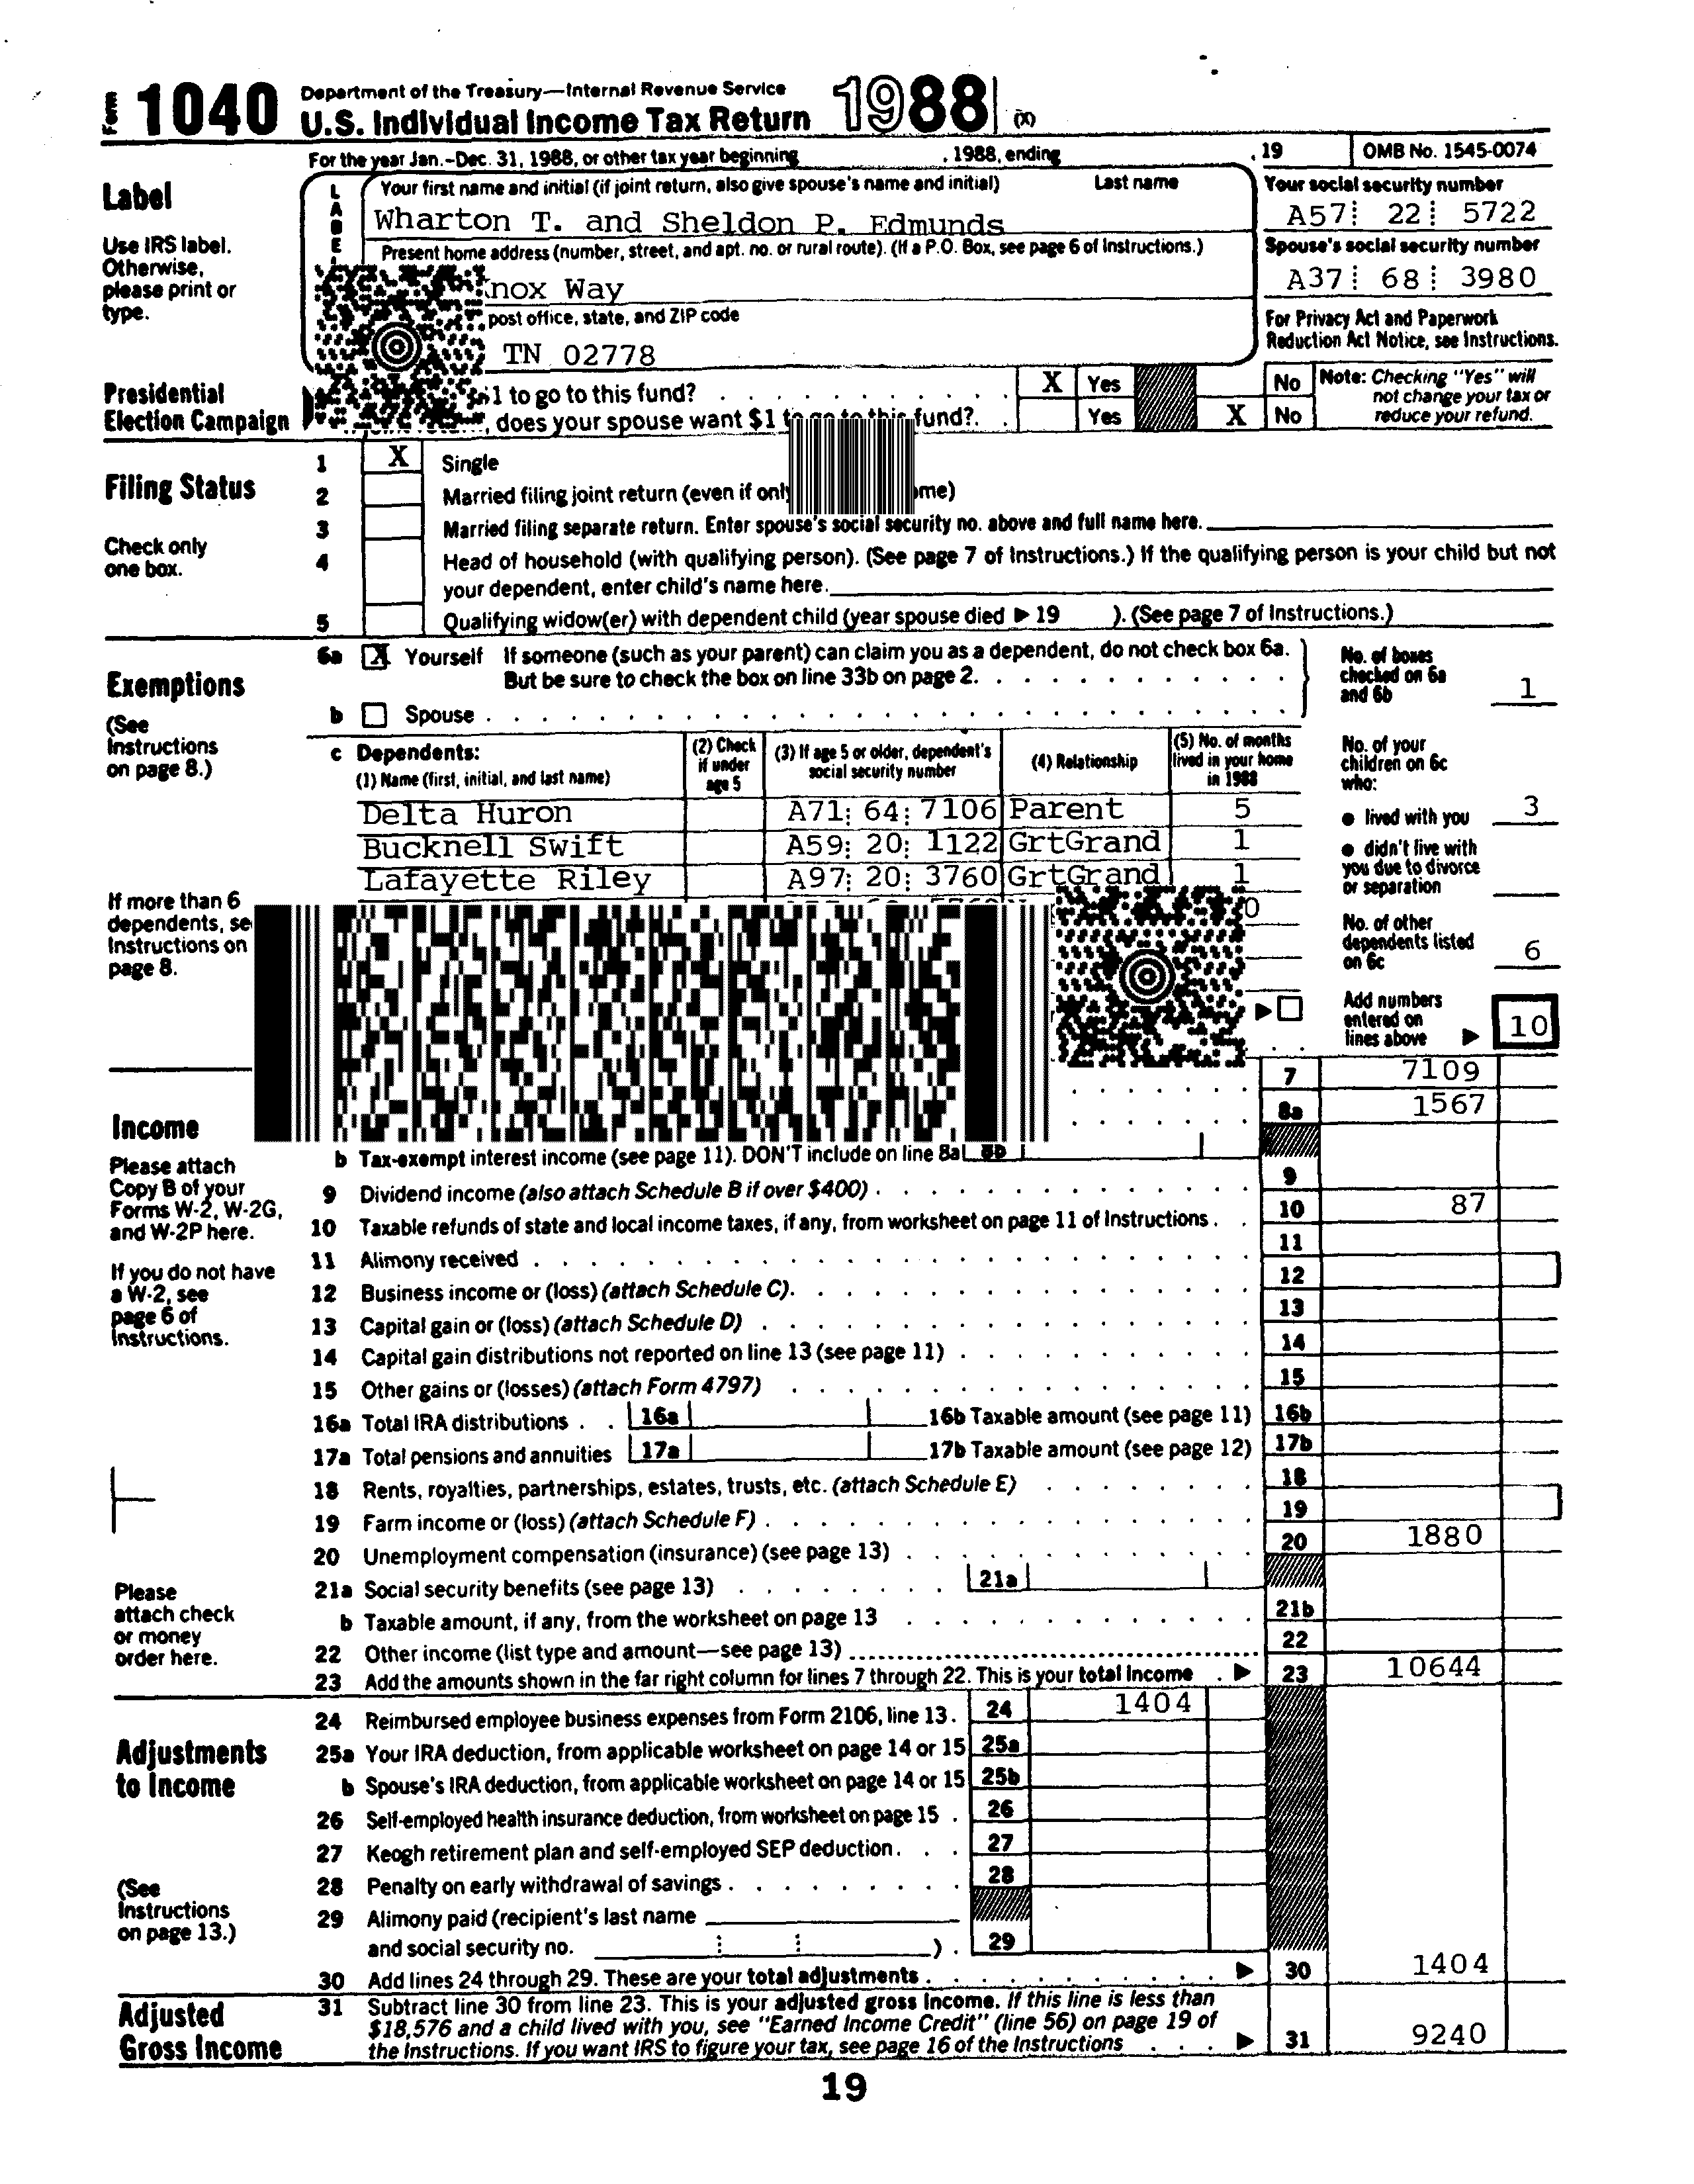 Form 1040 Department of the Treasury—Internal Revenue Service
U.S. Individual Income Tax Return 1988 (X)
For the year Jan.-Dec. 31, 1988, or other tax year beginning , 1988, ending , 19 OMB No. 1545-0074
Label
Use IRS label. Otherwise, please print or type.
Your first name and initial (if joint return, also give spouse's name and initial) Last name
Wharton T. and Sheldon P. Edmunds
Your social security number
A57 22 5722
Present home address (number, street, and apt. no. or rural route). (If a P.O. Box, see page 6 of Instructions.)
nox Way
Spouse's social security number
A37 68 3980
post office, state, and ZIP code
TN 02778
For Privacy Act and Paperwork Reduction Act Notice, see Instructions.
Presidential Election Campaign
1 to go to this fund? X Yes No
, does your spouse want $1 to go to this fund? Yes X No
Note: Checking "Yes" will not change your tax or reduce your refund.
Filing Status
Check only one box.
1 X Single
2 Married filing joint return (even if only me)
3 Married filing separate return. Enter spouse's social security no. above and full name here.
4 Head of household (with qualifying person). (See page 7 of Instructions.) If the qualifying person is your child but not
your dependent, enter child's name here.
5 Qualifying widow(er) with dependent child (year spouse died ▶ 19 ). (See page 7 of Instructions.)
Exemptions
(See Instructions on page 8.)
6a X Yourself If someone (such as your parent) can claim you as a dependent, do not check box 6a.
But be sure to check the box on line 33b on page 2.
b Spouse
No. of boxes checked on 6a and 6b 1
c Dependents:
(1) Name (first, initial, and last name) (2) Check if under age 5 (3) If age 5 or older, dependent's social security number (4) Relationship (5) No. of months lived in your home in 1988
Delta Huron A71 64 7106 Parent 5
Bucknell Swift A59 20 1122 GrtGrand 1
Lafayette Riley A97 20 3760 GrtGrand 1
0
If more than 6 dependents, se Instructions on page 8.
No. of your children on 6c who:
● lived with you 3
● didn't live with you due to divorce or separation
No. of other dependents listed on 6c 6
Add numbers entered on lines above ▶ 10
Income
Please attach Copy B of your Forms W-2, W-2G, and W-2P here.
If you do not have a W-2, see page 6 of Instructions.
Please attach check or money order here.
7 7109
8a 1567
b Tax-exempt interest income (see page 11). DON'T include on line 8a 8b
9 Dividend income (also attach Schedule B if over $400) 9
10 Taxable refunds of state and local income taxes, if any, from worksheet on page 11 of Instructions 10 87
11 Alimony received 11
12 Business income or (loss) (attach Schedule C) 12
13 Capital gain or (loss) (attach Schedule D) 13
14 Capital gain distributions not reported on line 13 (see page 11) 14
15 Other gains or (losses) (attach Form 4797) 15
16a Total IRA distributions 16a 16b Taxable amount (see page 11) 16b
17a Total pensions and annuities 17a 17b Taxable amount (see page 12) 17b
18 Rents, royalties, partnerships, estates, trusts, etc. (attach Schedule E) 18
19 Farm income or (loss) (attach Schedule F) 19
20 Unemployment compensation (insurance) (see page 13) 20 1880
21a Social security benefits (see page 13) 21a
b Taxable amount, if any, from the worksheet on page 13 21b
22 Other income (list type and amount—see page 13) 22
23 Add the amounts shown in the far right column for lines 7 through 22. This is your total income ▶ 23 10644
Adjustments to Income
(See Instructions on page 13.)
24 Reimbursed employee business expenses from Form 2106, line 13 24 1404
25a Your IRA deduction, from applicable worksheet on page 14 or 15 25a
b Spouse's IRA deduction, from applicable worksheet on page 14 or 15 25b
26 Self-employed health insurance deduction, from worksheet on page 15 26
27 Keogh retirement plan and self-employed SEP deduction 27
28 Penalty on early withdrawal of savings 28
29 Alimony paid (recipient's last name
and social security no. ) 29
30 Add lines 24 through 29. These are your total adjustments ▶ 30 1404
Adjusted Gross Income
31 Subtract line 30 from line 23. This is your adjusted gross income. If this line is less than
$18,576 and a child lived with you, see "Earned Income Credit" (line 56) on page 19 of
the Instructions. If you want IRS to figure your tax, see page 16 of the Instructions ▶ 31 9240
19